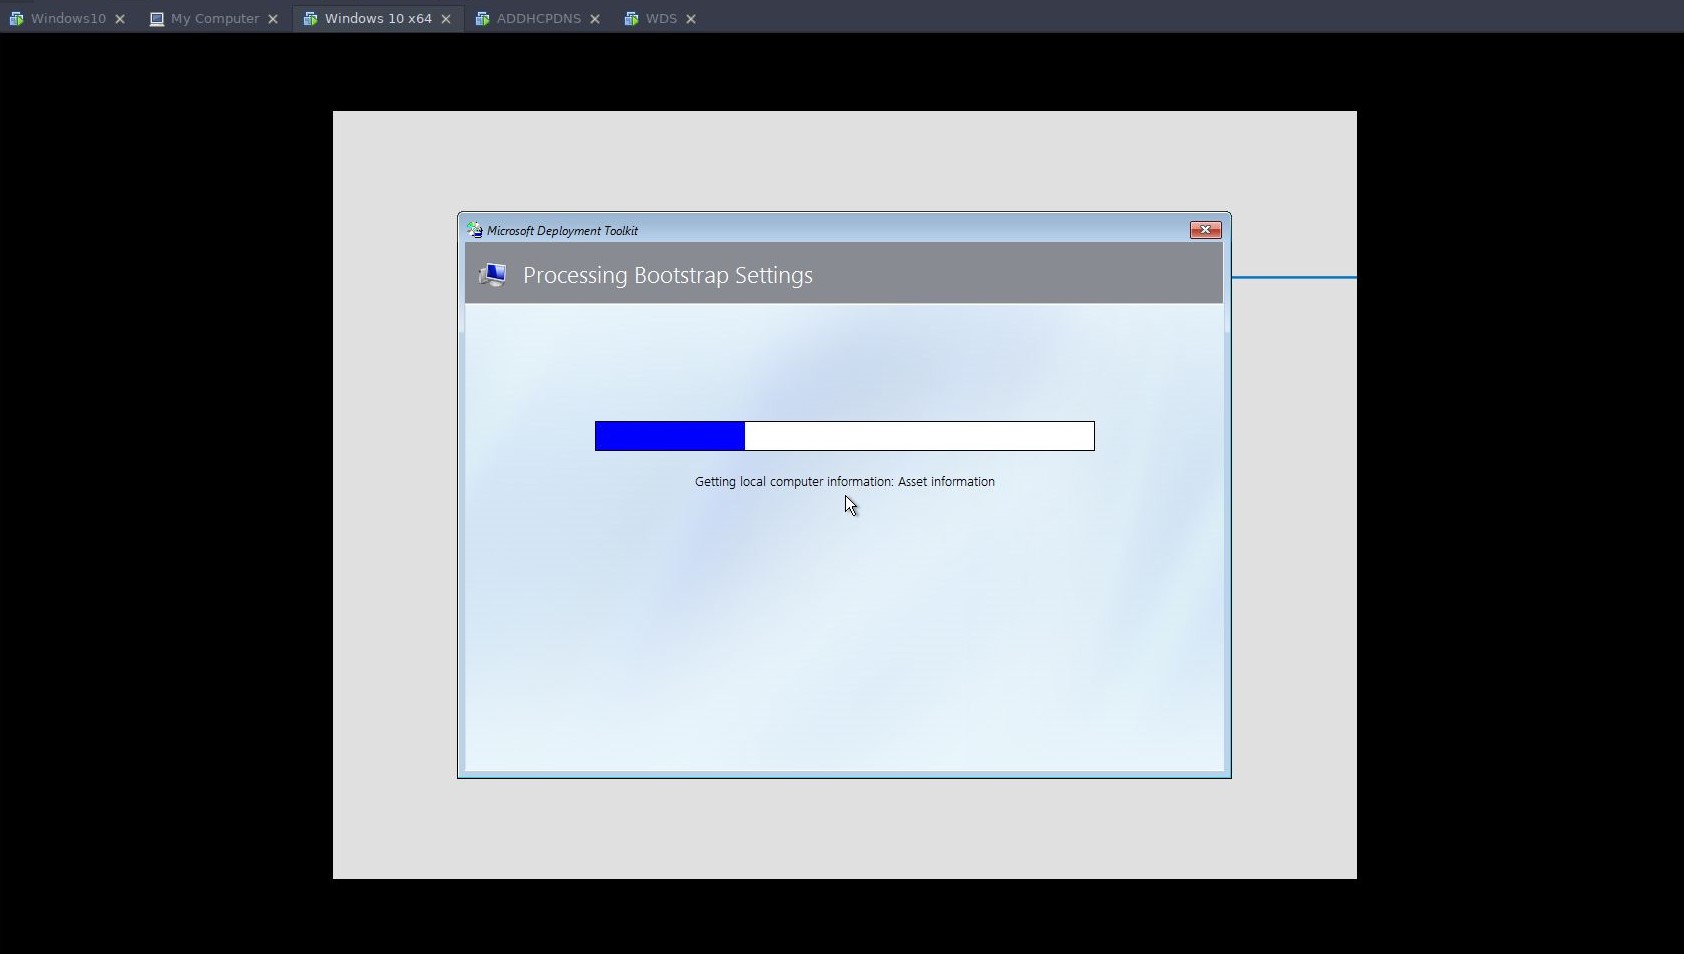 Windows10 My Computer Windows 10 x64 ADDHCPDNS WDS
Microsoft Deployment Toolkit
Processing Bootstrap Settings
Getting local computer information: Asset information